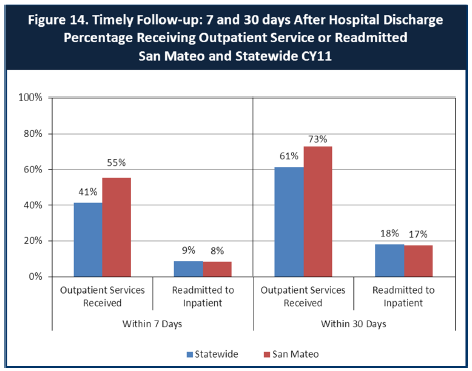 Figure 14. Timely Follow-up: 7 and 30 days After Hospital Discharge
Percentage Receiving Outpatient Service or Readmitted
San Mateo and Statewide CY11
100%
80%
60%
40%
20%
0%
41%
55%
9%
8%
61%
73%
18%
17%
Outpatient Services
Received
Readmitted to
Inpatient
Outpatient Services
Received
Readmitted to
Inpatient
Within 7 Days
Within 30 Days
Statewide
San Mateo